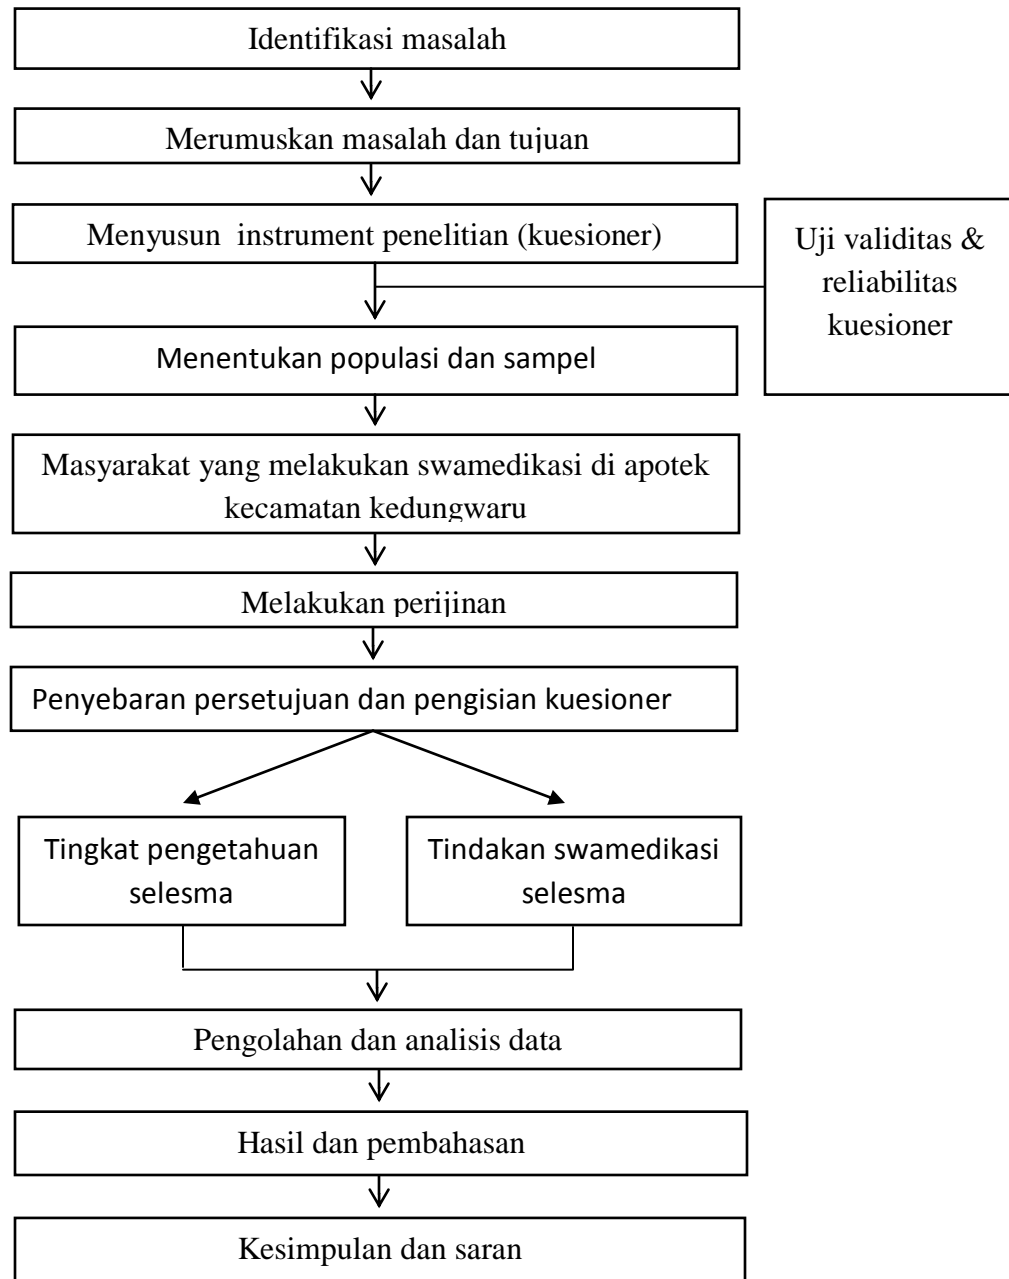 Identifikasi masalah
Merumuskan masalah dan tujuan
Menyusun instrument penelitian (kuesioner)
Uji validitas &
reliabilitas
kuesioner
Menentukan populasi dan sampel
Masyarakat yang melakukan swamedikasi di apotek
kecamatan kedungwaru
Melakukan perijinan
Penyebaran persetujuan dan pengisian kuesioner
Tingkat pengetahuan
selesma
Tindakan swamedikasi
selesma
Pengolahan dan analisis data
Hasil dan pembahasan
Kesimpulan dan saran